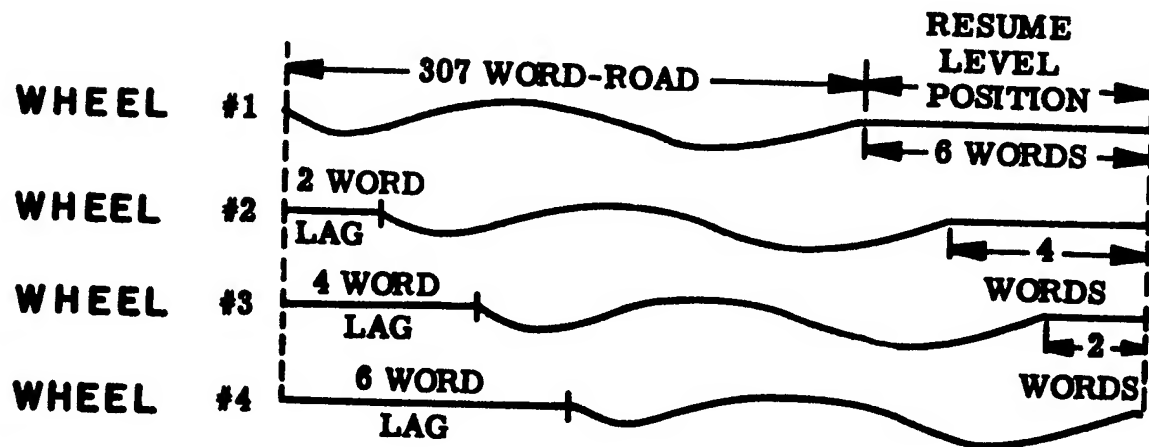 RESUME
LEVEL
POSITION
307 WORD-ROAD
WHEEL #1
6 WORDS
2 WORD
WHEEL #2
LAG
4
WORDS
4 WORD
WHEEL #3
LAG
2
WORDS
6 WORD
WHEEL #4
LAG